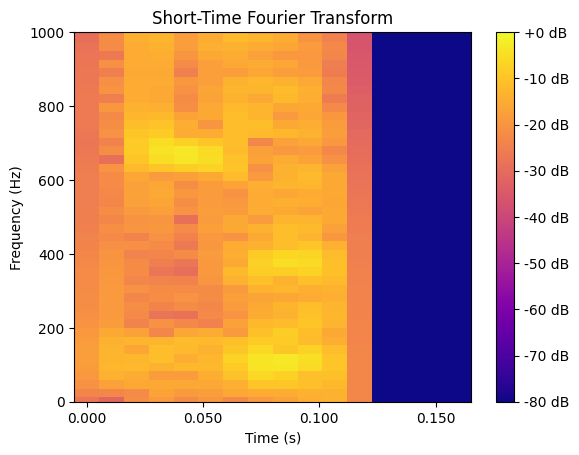 Short-Time Fourier Transform
1000
800
600
400
200
0
Frequency (Hz)
0.000
0.050
0.100
0.150
Time (s)
+0 dB
-10 dB
-20 dB
-30 dB
-40 dB
-50 dB
-60 dB
-70 dB
-80 dB